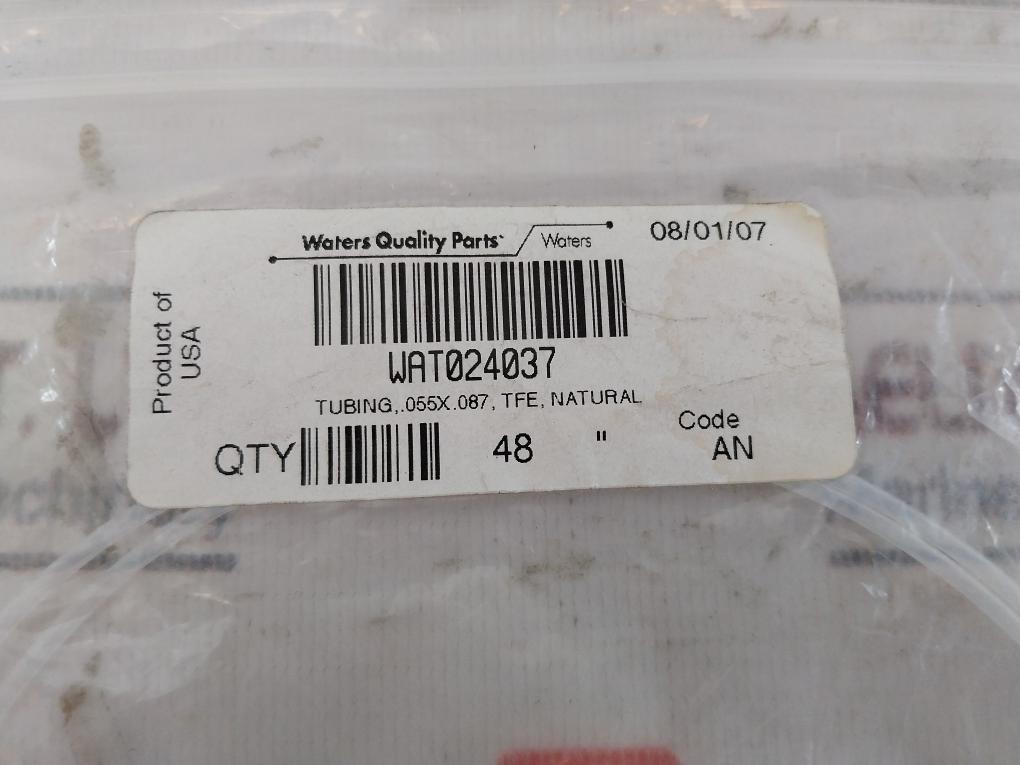 Waters Quality Parts Waters 08/01/07
Product of
USA
WAT024037
TUBING,.055X.087, TFE, NATURAL
Code
QTY 48 " AN